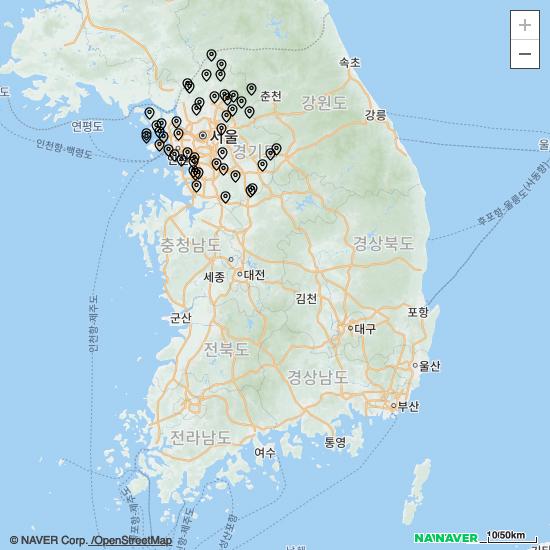 +
−
속초
춘천
강원도
강릉
연평도
서울
인천항-백령도
인천
경기도
울
후포항-울릉도(사동항)
충청남도
경상북도
세종
대전
인천항-제주도
김천
군산
포항
전북도
대구
경상남도
울산
부산
전라남도
통영
여수
© NAVER Corp. /OpenStreetMap
NAVER
10/50km